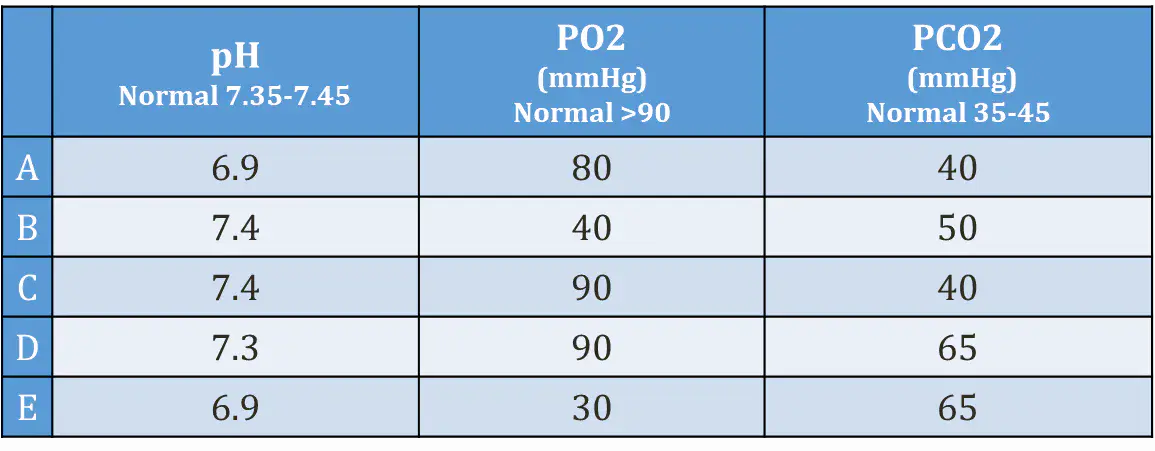 pH
Normal 7.35-7.45
PO2
(mmHg)
Normal >90
PCO2
(mmHg)
Normal 35-45
A 6.9 80 40
B 7.4 40 50
C 7.4 90 40
D 7.3 90 65
E 6.9 30 65